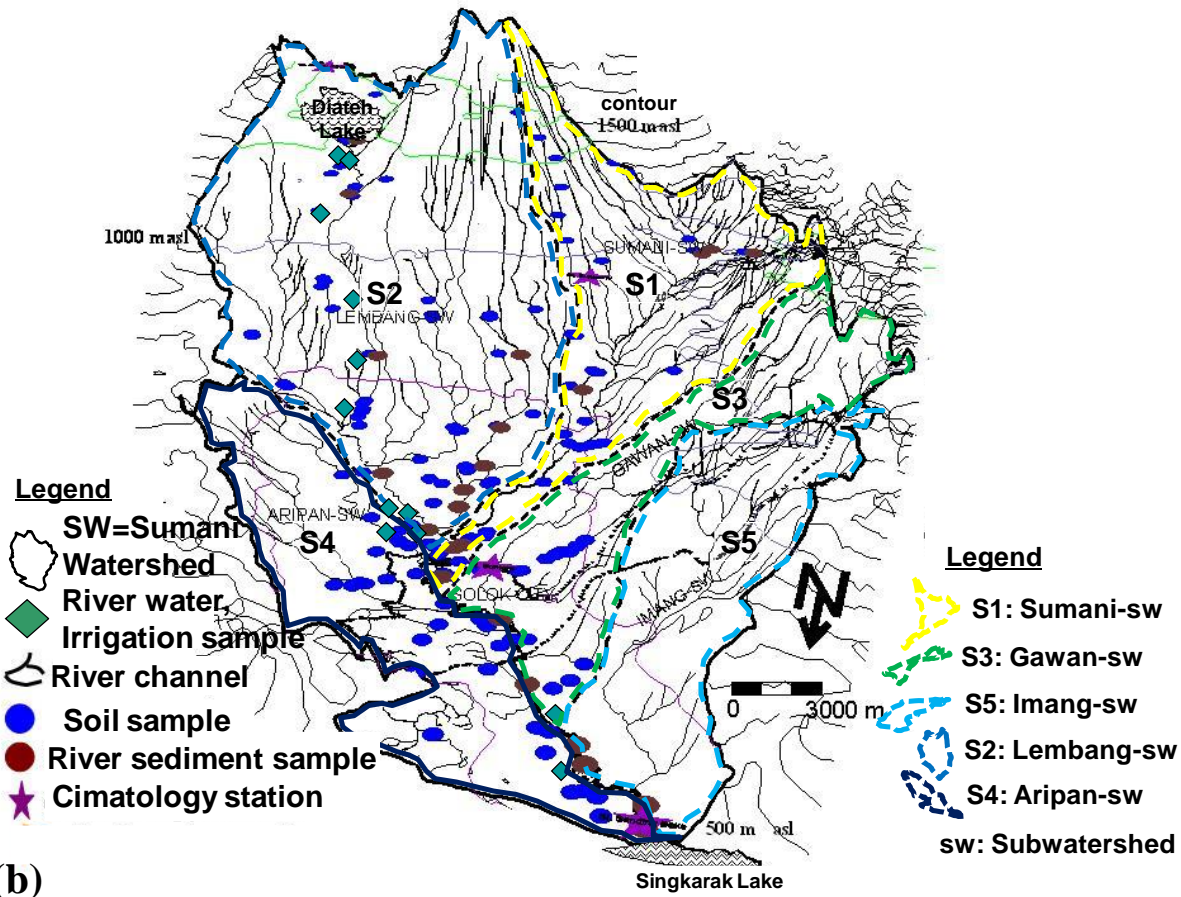 contour
1500 masl
Diateh
Lake
1000 masl
SUMANI-SW
S1
S2
LEMBANG-SW
S3
GAWAN-SW
Legend
SW=Sumani
Watershed
River water,
Irrigation sample
River channel
Soil sample
River sediment sample
Cimatology station
ARIPAN-SW
S4
S5
SOLOK CITY
IMANG-SW
N
0 3000 m
500 m asl
Singkarak Lake
Legend
S1: Sumani-sw
S3: Gawan-sw
S5: Imang-sw
S2: Lembang-sw
S4: Aripan-sw
sw: Subwatershed
(b)